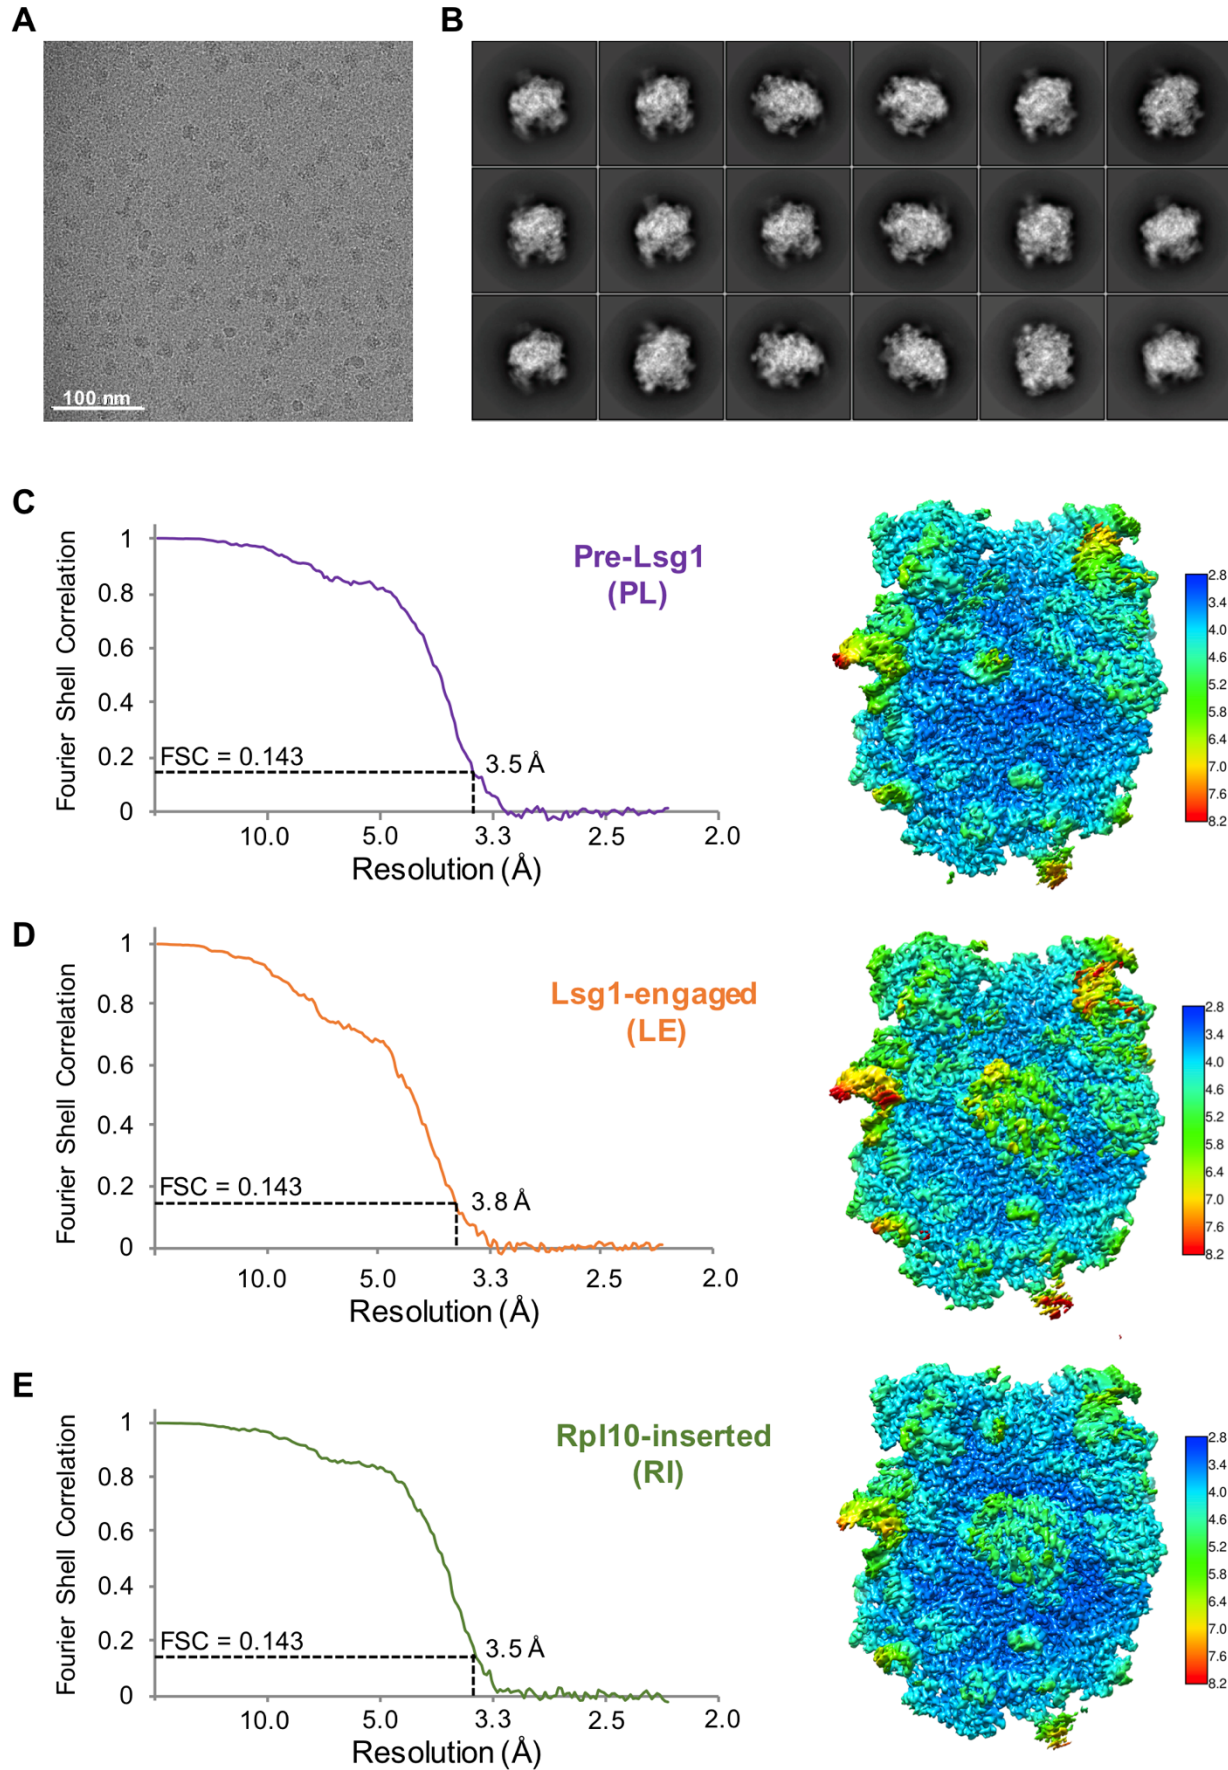 A
B
100 nm
C
Fourier Shell Correlation
1
0.8
0.6
0.4
0.2
0
FSC = 0.143
3.5 Å
10.0
5.0
3.3
2.5
2.0
Resolution (Å)
Pre-Lsg1
(PL)
2.8
3.4
4.0
4.6
5.2
5.8
6.4
7.0
7.6
8.2
D
Fourier Shell Correlation
1
0.8
0.6
0.4
0.2
0
FSC = 0.143
3.8 Å
10.0
5.0
3.3
2.5
2.0
Resolution (Å)
Lsg1-engaged
(LE)
2.8
3.4
4.0
4.6
5.2
5.8
6.4
7.0
7.6
8.2
E
Fourier Shell Correlation
1
0.8
0.6
0.4
0.2
0
FSC = 0.143
3.5 Å
10.0
5.0
3.3
2.5
2.0
Resolution (Å)
Rpl10-inserted
(RI)
2.8
3.4
4.0
4.6
5.2
5.8
6.4
7.0
7.6
8.2